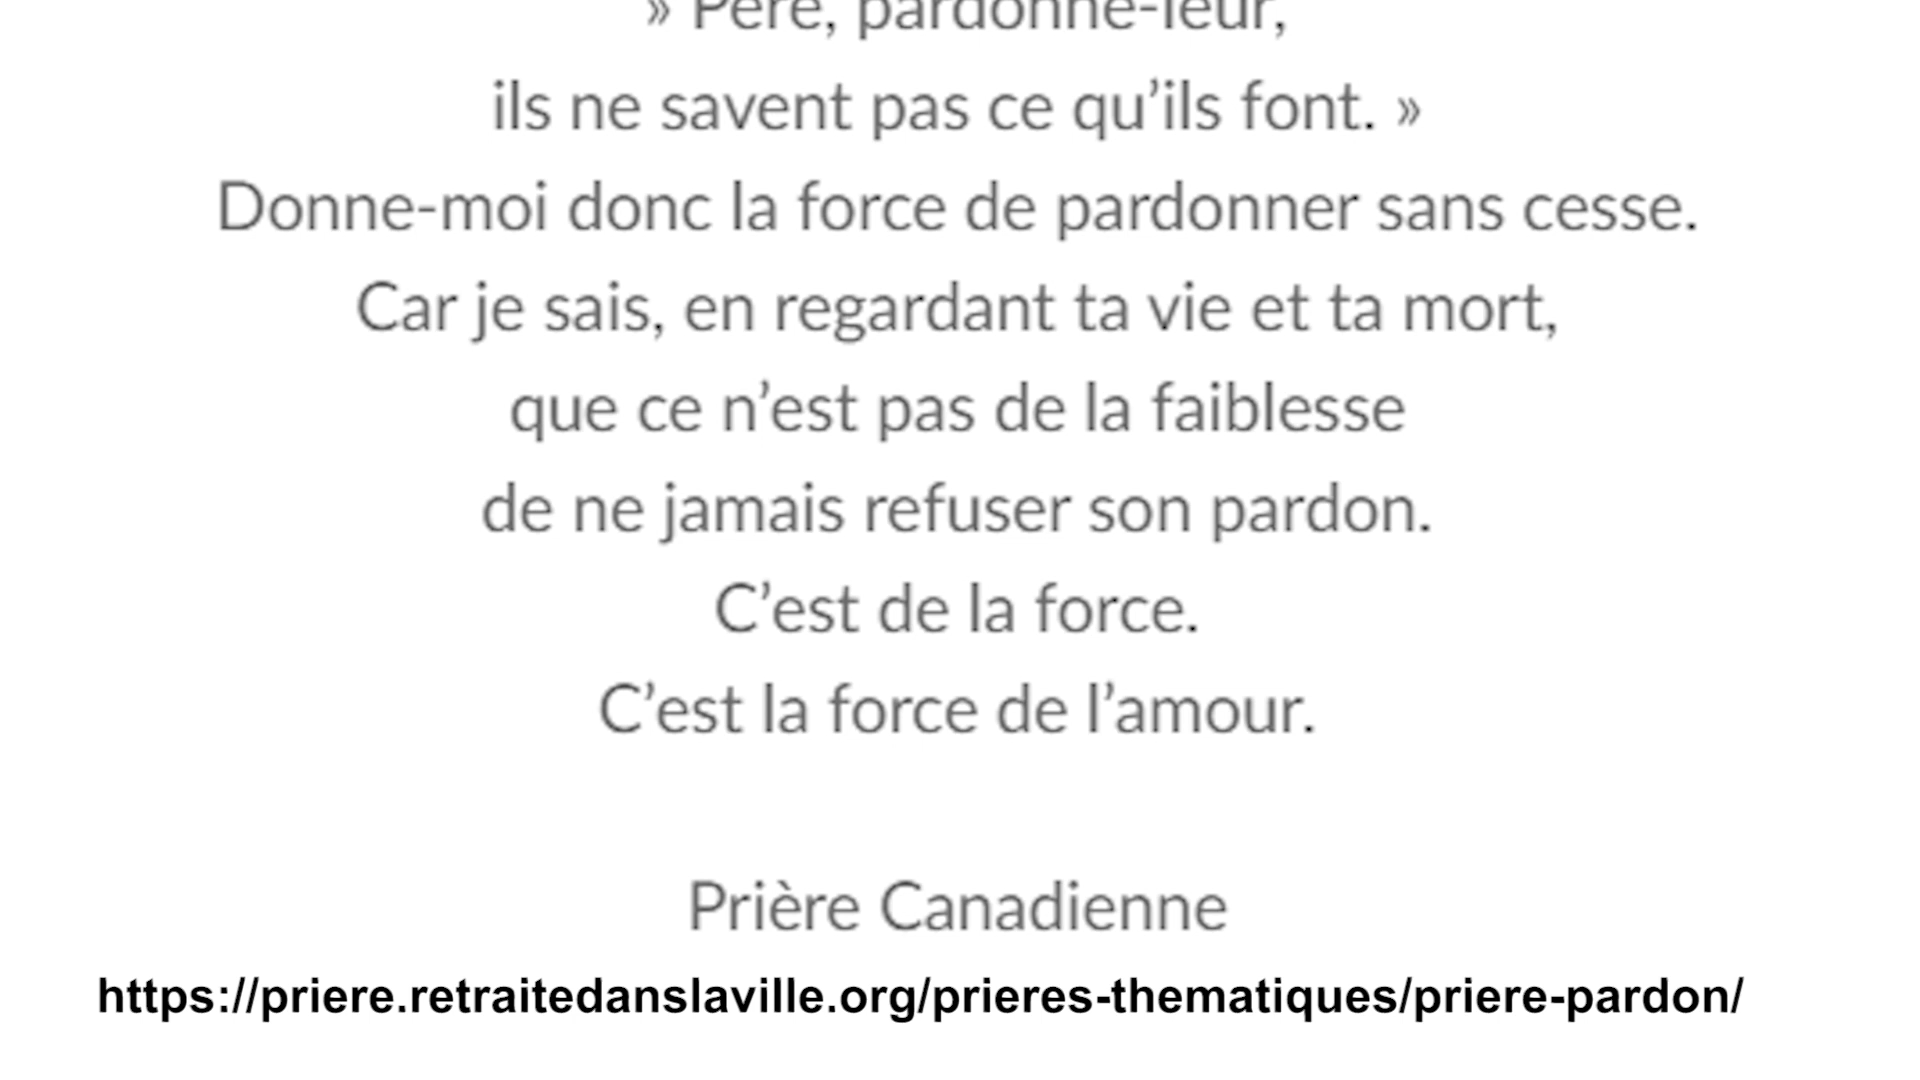 » Père, pardonne-leur,
ils ne savent pas ce qu’ils font. »
Donne-moi donc la force de pardonner sans cesse.
Car je sais, en regardant ta vie et ta mort,
que ce n’est pas de la faiblesse
de ne jamais refuser son pardon.
C’est de la force.
C’est la force de l’amour.
Prière Canadienne
https://priere.retraitedanslaville.org/prieres-thematiques/priere-pardon/